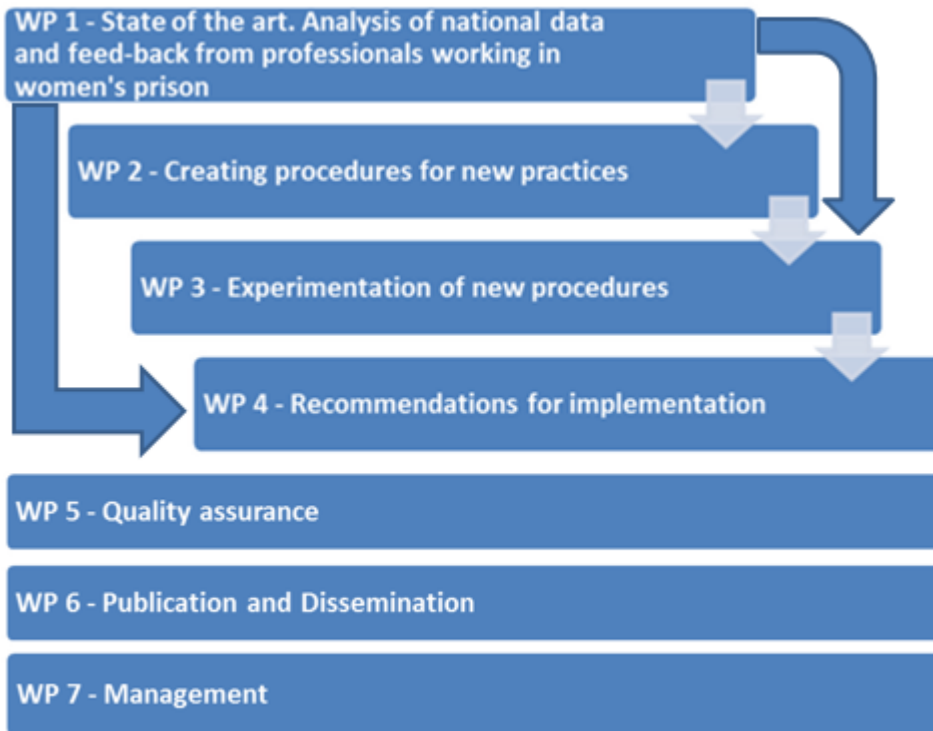 WP 1 - State of the art. Analysis of national data
and feed-back from professionals working in
women's prison
WP 2 - Creating procedures for new practices
WP 3 - Experimentation of new procedures
WP 4 - Recommendations for implementation
WP 5 - Quality assurance
WP 6 - Publication and Dissemination
WP 7 - Management